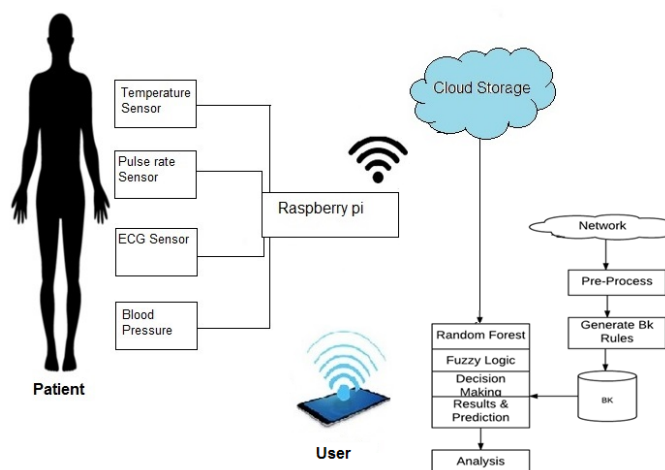 Temperature
Sensor
Pulse rate
Sensor
ECG Sensor
Blood
Pressure
Patient
Raspberry pi
User
Cloud Storage
Random Forest
Fuzzy Logic
Decision
Making
Results &
Prediction
Analysis
Network
Pre-Process
Generate Bk
Rules
BK